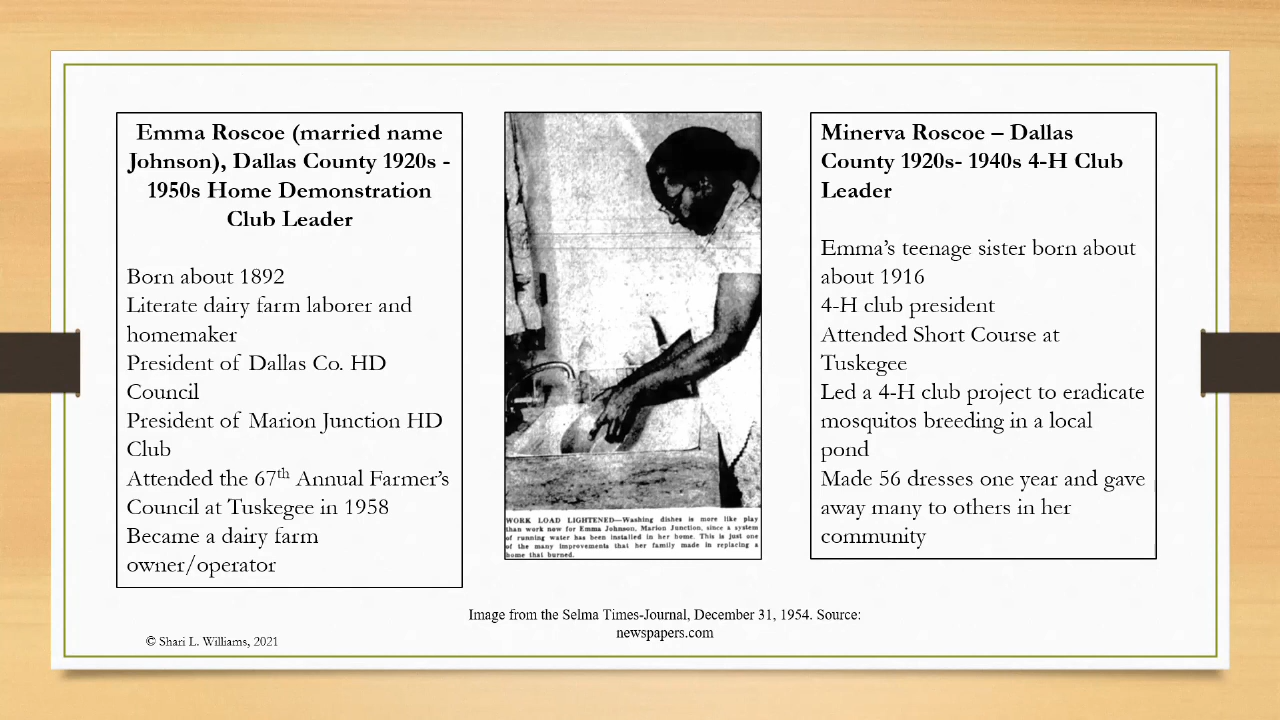 Emma Roscoe (married name
Johnson), Dallas County 1920s -
1950s Home Demonstration
Club Leader
Born about 1892
Literate dairy farm laborer and
homemaker
President of Dallas Co. HD
Council
President of Marion Junction HD
Club
Attended the 67th Annual Farmer's
Council at Tuskegee in 1958
Became a dairy farm
owner/operator
WORK LOAD LIGHTENED—Washing dishes is more like play
than work now for Emma Johnson, Marion Junction, since a system
of running water has been installed in her home. This is just one
of the many improvements that her family made in replacing a
home that burned.
Minerva Roscoe – Dallas
County 1920s- 1940s 4-H Club
Leader
Emma's teenage sister born about
about 1916
4-H club president
Attended Short Course at
Tuskegee
Led a 4-H club project to eradicate
mosquitos breeding in a local
pond
Made 56 dresses one year and gave
away many to others in her
community
Image from the Selma Times-Journal, December 31, 1954. Source:
newspapers.com
© Shari L. Williams, 2021